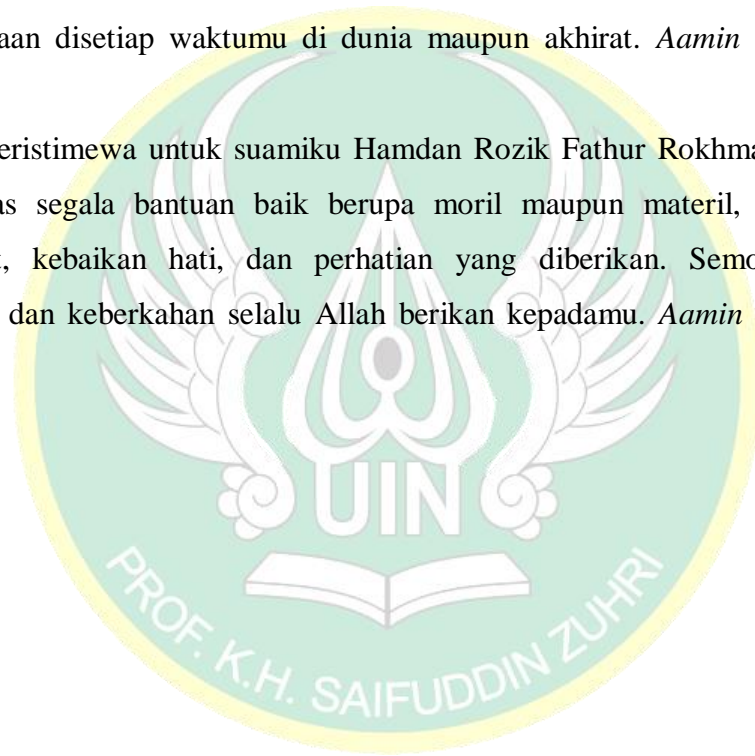 aan disetiap waktumu di dunia maupun akhirat. Aamin
eristimewa untuk suamiku Hamdan Rozik Fathur Rokhma
as segala bantuan baik berupa moril maupun materil,
, kebaikan hati, dan perhatian yang diberikan. Semo
dan keberkahan selalu Allah berikan kepadamu. Aamin
UIN
PROF. K.H. SAIFUDDIN ZUHRI